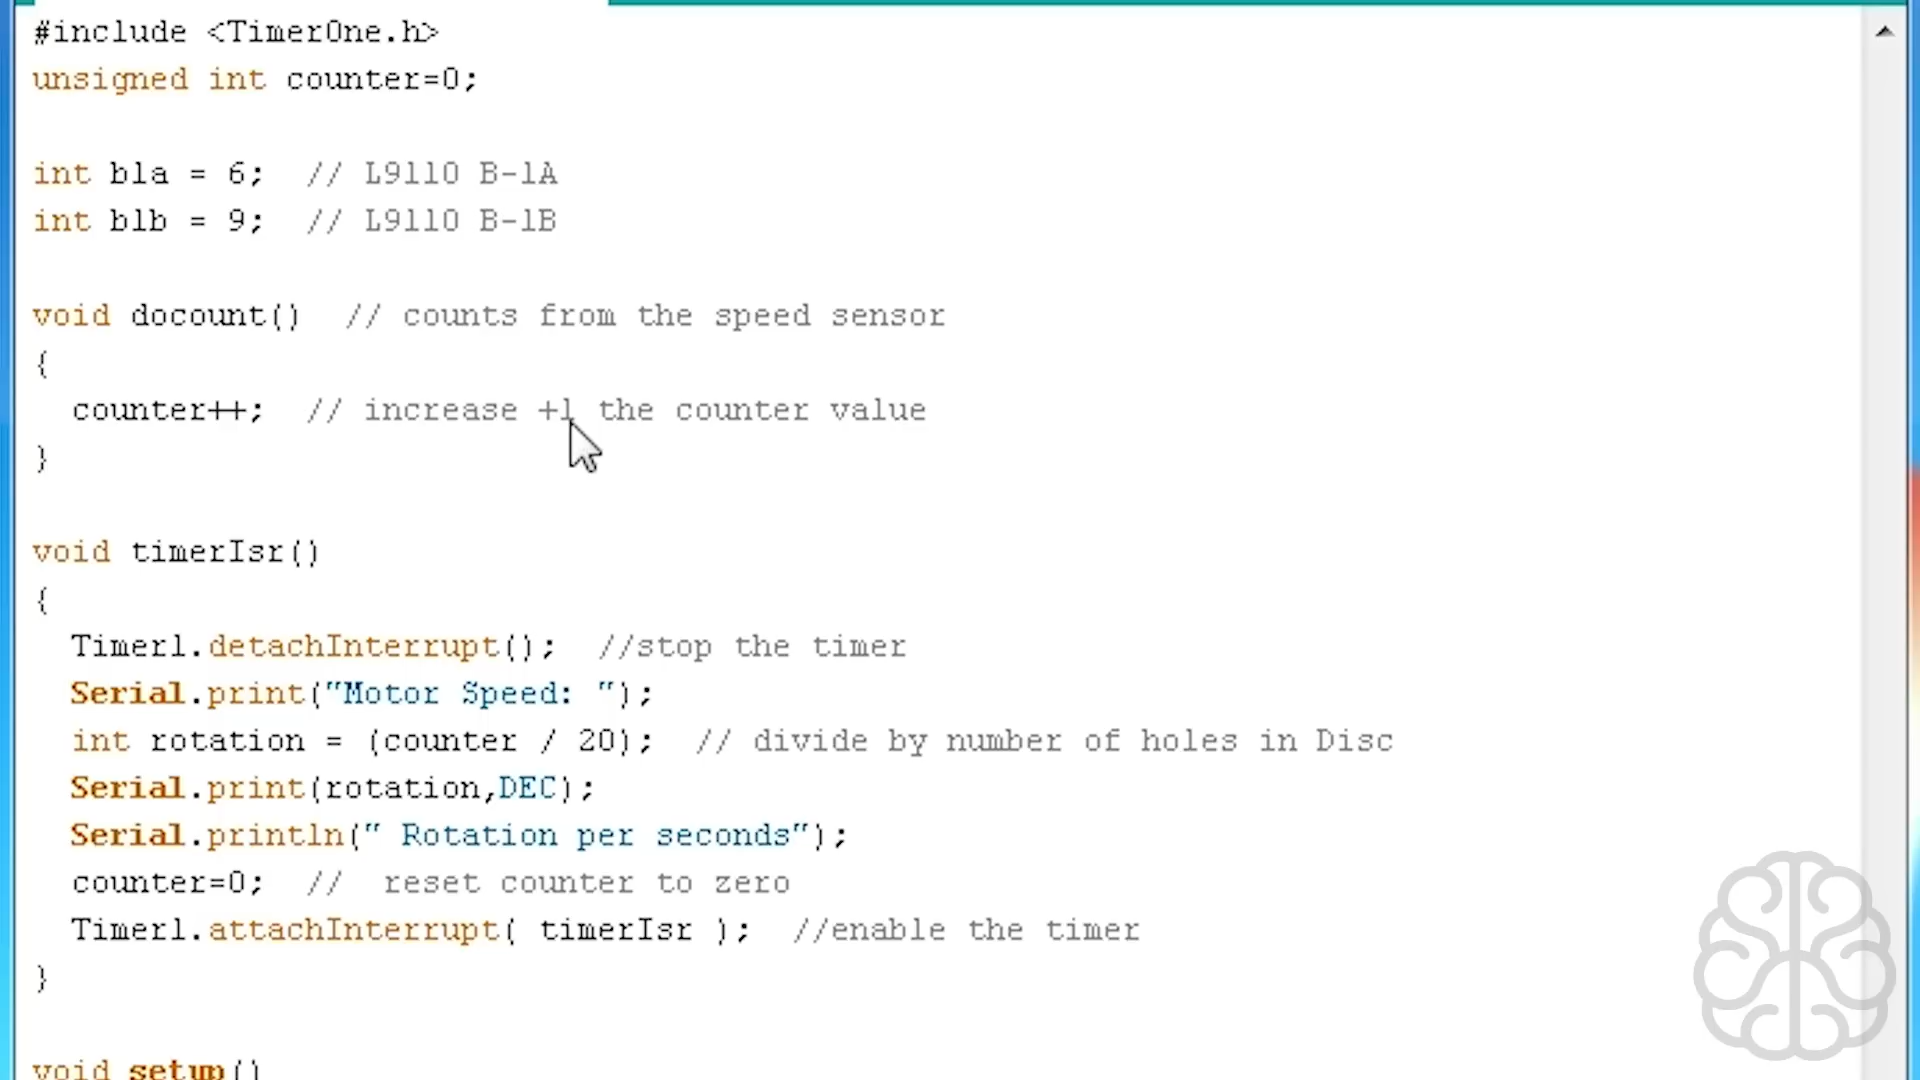 #include <TimerOne.h>
unsigned int counter=0;
int b1a = 6;  // L9110 B-1A
int b1b = 9;  // L9110 B-1B
void docount()  // counts from the speed sensor
{
  counter++;  // increase +1 the counter value
}
void timerIsr()
{
  Timer1.detachInterrupt();  //stop the timer
  Serial.print("Motor Speed: ");
  int rotation = (counter / 20);  // divide by number of holes in Disc
  Serial.print(rotation,DEC);
  Serial.println(" Rotation per seconds");
  counter=0;  //  reset counter to zero
  Timer1.attachInterrupt( timerIsr );  //enable the timer
}
void setup()